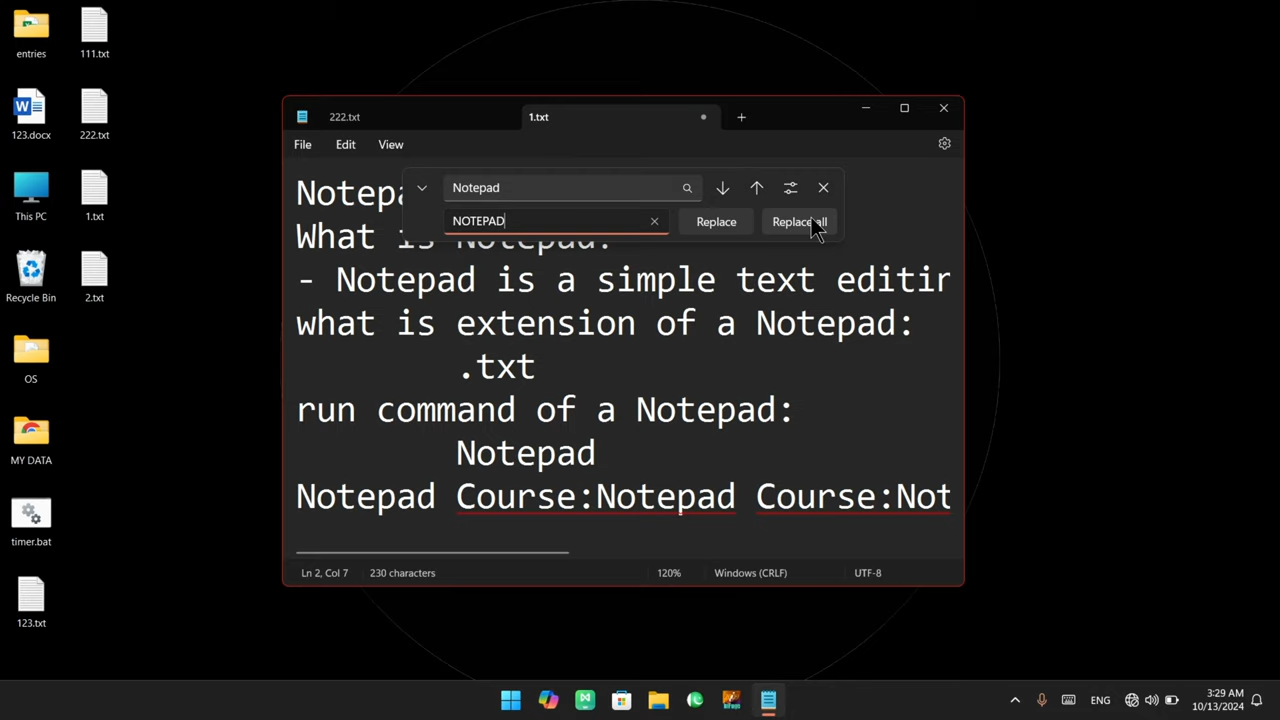 entries
111.txt
123.docx
222.txt
This PC
1.txt
Recycle Bin
2.txt
OS
MY DATA
timer.bat
123.txt
222.txt
1.txt
File
Edit
View
Notepad
NOTEPAD
Replace
Replace all
What is Notepad:
- Notepad is a simple text editin
what is extension of a Notepad:
.txt
run command of a Notepad:
Notepad
Notepad Course:Notepad Course:Not
Ln 2, Col 7
230 characters
120%
Windows (CRLF)
UTF-8
ENG
3:29 AM
10/13/2024